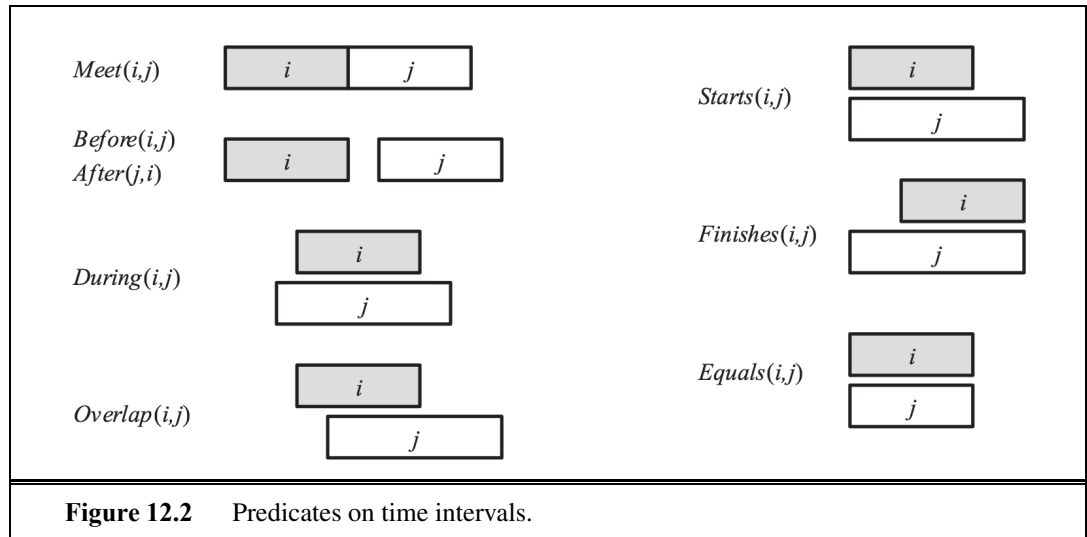 Meet(i,j)
i
j
Before(i,j)
After(j,i)
i
j
During(i,j)
i
j
Overlap(i,j)
i
j
Starts(i,j)
i
j
Finishes(i,j)
i
j
Equals(i,j)
i
j
Figure 12.2 Predicates on time intervals.